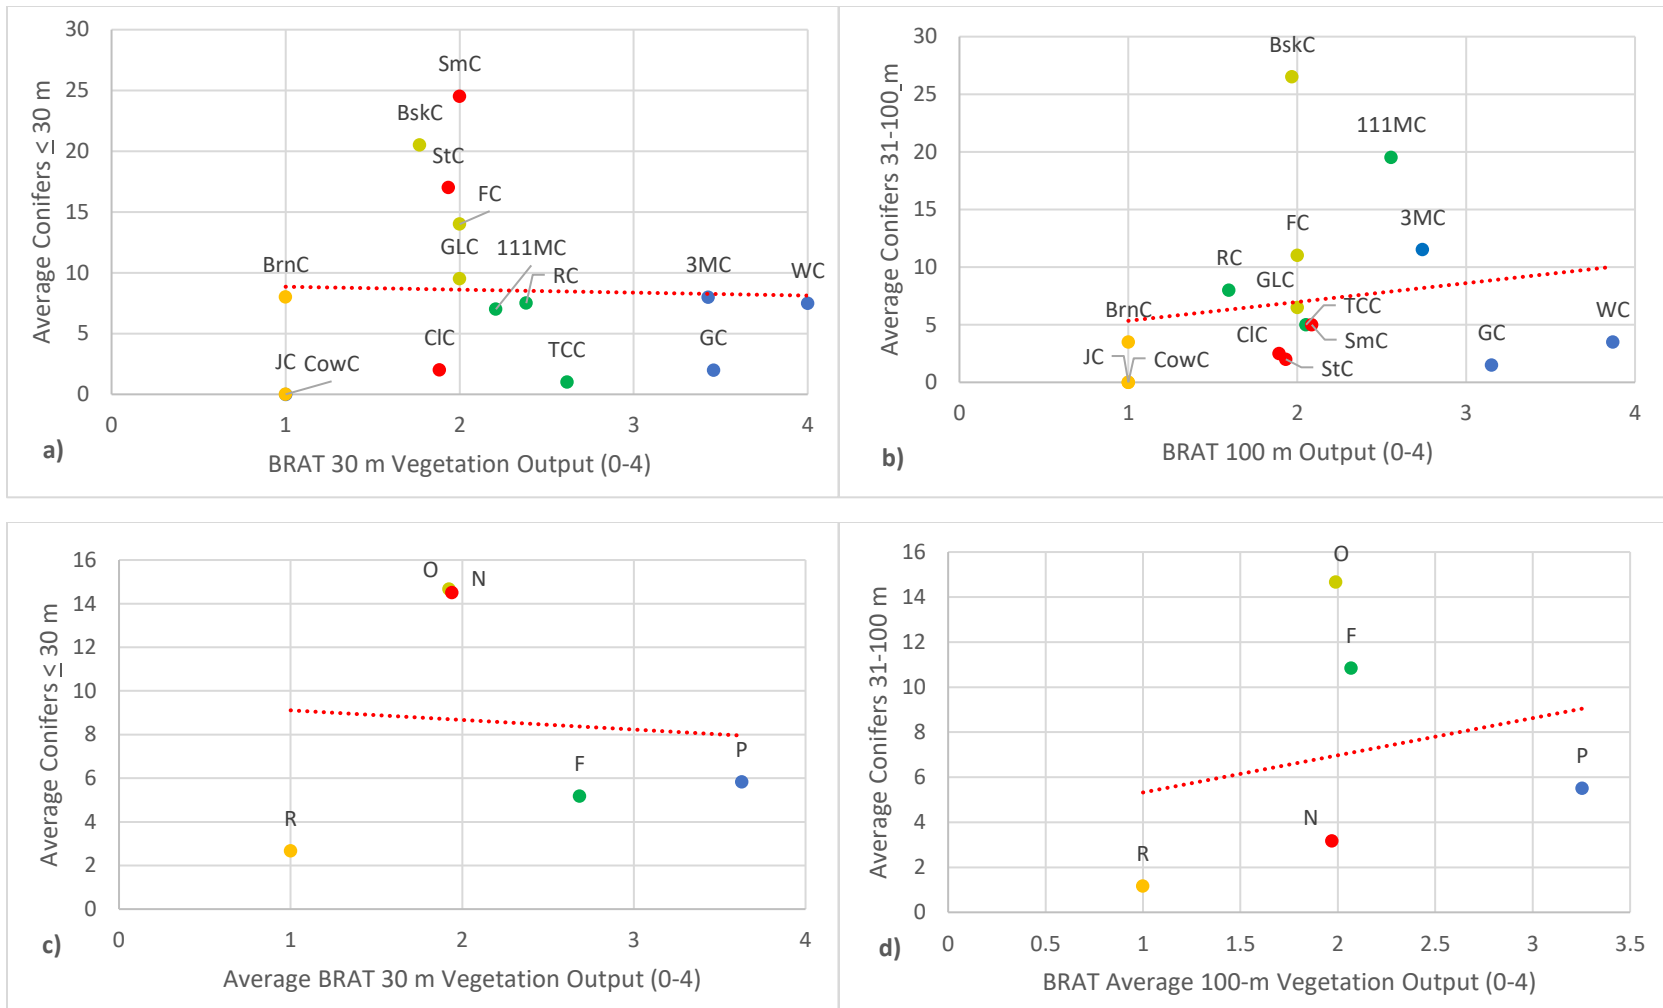 30
25
20
15
10
5
0
Average Conifers ≤ 30 m
SmC
BskC
StC
FC
GLC
111MC
RC
BrnC
3MC
WC
JC
CowC
ClC
TCC
GC
0
1
2
3
4
a)
BRAT 30 m Vegetation Output (0-4)
30
25
20
15
10
5
0
Average Conifers 31-100_m
BskC
111MC
3MC
FC
RC
GLC
TCC
BrnC
ClC
SmC
JC
CowC
StC
GC
WC
0
1
2
3
4
b)
BRAT 100 m Output (0-4)
16
14
12
10
8
6
4
2
0
Average Conifers ≤ 30 m
O
N
P
F
R
0
1
2
3
4
c)
Average BRAT 30 m Vegetation Output (0-4)
16
14
12
10
8
6
4
2
0
Average Conifers 31-100 m
O
F
P
N
R
0
0.5
1
1.5
2
2.5
3
3.5
d)
BRAT Average 100-m Vegetation Output (0-4)